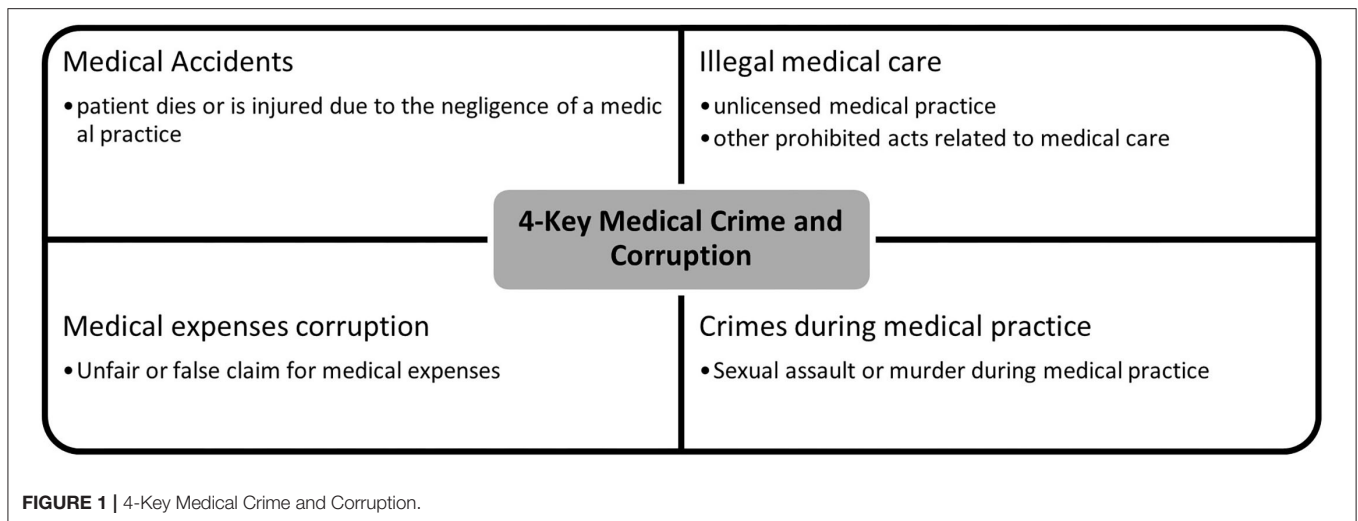 Medical Accidents
•patient dies or is injured due to the negligence of a medic
al practice
Illegal medical care
•unlicensed medical practice
•other prohibited acts related to medical care
4-Key Medical Crime and
Corruption
Medical expenses corruption
•Unfair or false claim for medical expenses
Crimes during medical practice
•Sexual assault or murder during medical practice
FIGURE 1 | 4-Key Medical Crime and Corruption.